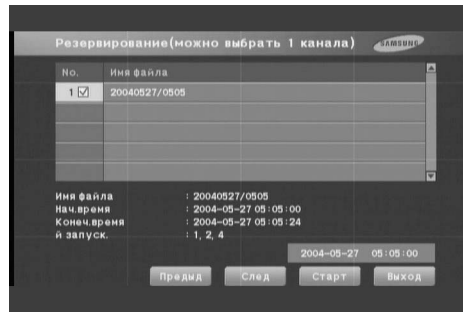 Резервирование(можно выбрать 1 канала) SAMSUNG
No. Имя файла
1 20040527/0505
Имя файла : 20040527/0505
Нач.время : 2004-05-27 05:05:00
Конеч.время : 2004-05-27 05:05:24
й запуск. : 1, 2, 4
2004-05-27 05:05:00
Предыд След Старт Выход